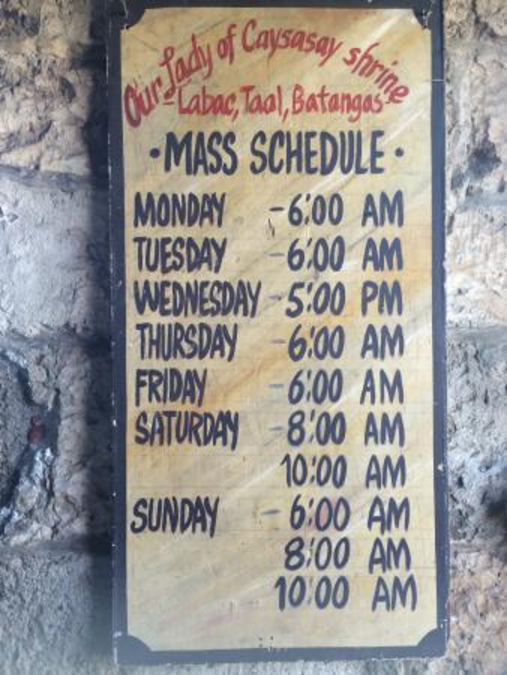 Our Lady of Caysasay shrine
Labac, Taal, Batangas
• MASS SCHEDULE •
MONDAY - 6:00 AM
TUESDAY - 6:00 AM
WEDNESDAY - 5:00 PM
THURSDAY - 6:00 AM
FRIDAY - 6:00 AM
SATURDAY - 8:00 AM
10:00 AM
SUNDAY - 6:00 AM
8:00 AM
10:00 AM